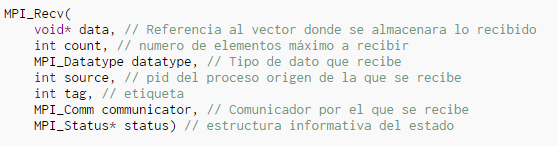 MPI_Recv(
void* data, // Referencia al vector donde se almacenara lo recibido
int count, // numero de elementos máximo a recibir
MPI_Datatype datatype, // Tipo de dato que recibe
int source, // pid del proceso origen de la que se recibe
int tag, // etiqueta
MPI_Comm communicator, // Comunicador por el que se recibe
MPI_Status* status) // estructura informativa del estado